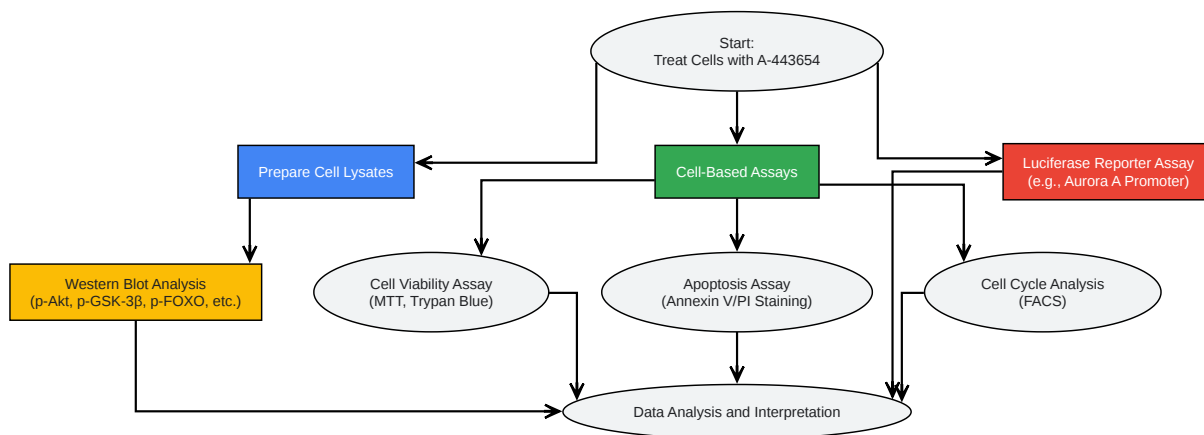 Start:
Treat Cells with A-443654
Prepare Cell Lysates
Cell-Based Assays
Luciferase Reporter Assay
(e.g., Aurora A Promoter)
Western Blot Analysis
(p-Akt, p-GSK-3β, p-FOXO, etc.)
Cell Viability Assay
(MTT, Trypan Blue)
Apoptosis Assay
(Annexin V/PI Staining)
Cell Cycle Analysis
(FACS)
Data Analysis and Interpretation